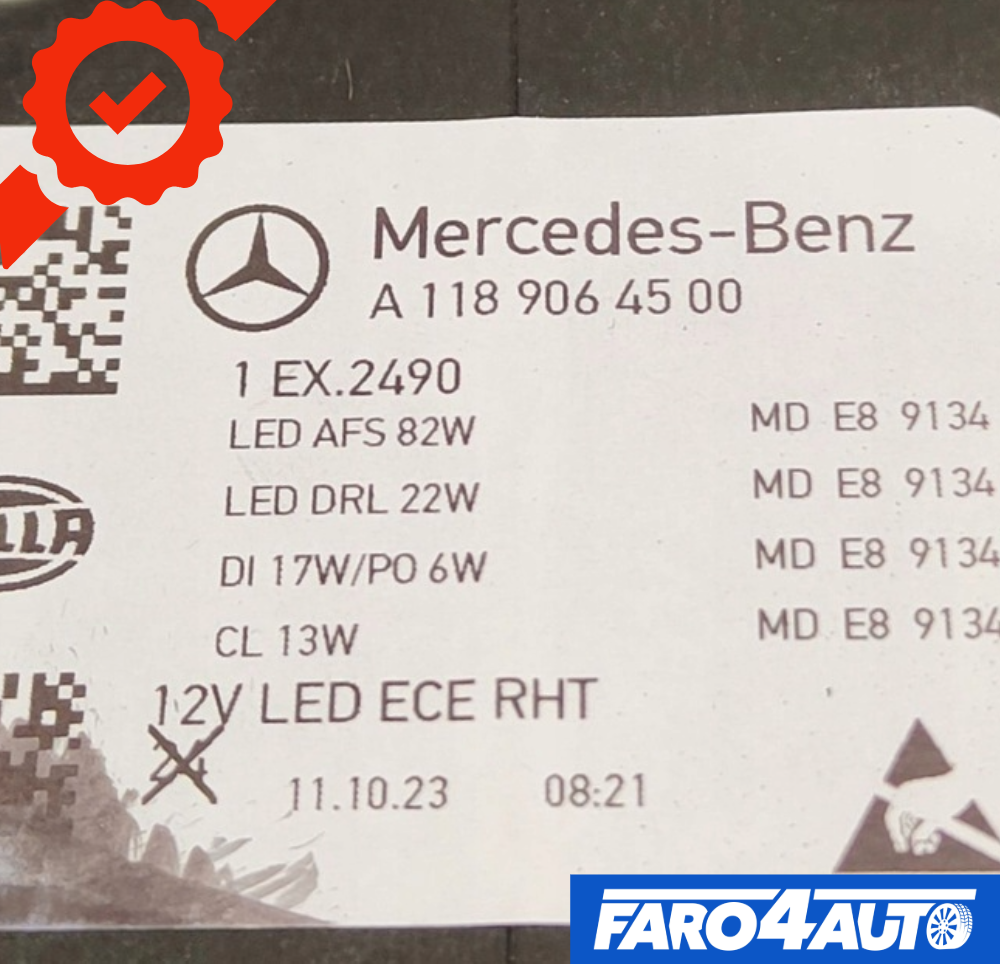 Mercedes-Benz
A 118 906 45 00
1 EX.2490
LED AFS 82W MD E8 9134
LED DRL 22W MD E8 9134
DI 17W/PO 6W MD E8 9134
CL 13W MD E8 9134
12V LED ECE RHT
11.10.23 08:21
FARO4AUTO